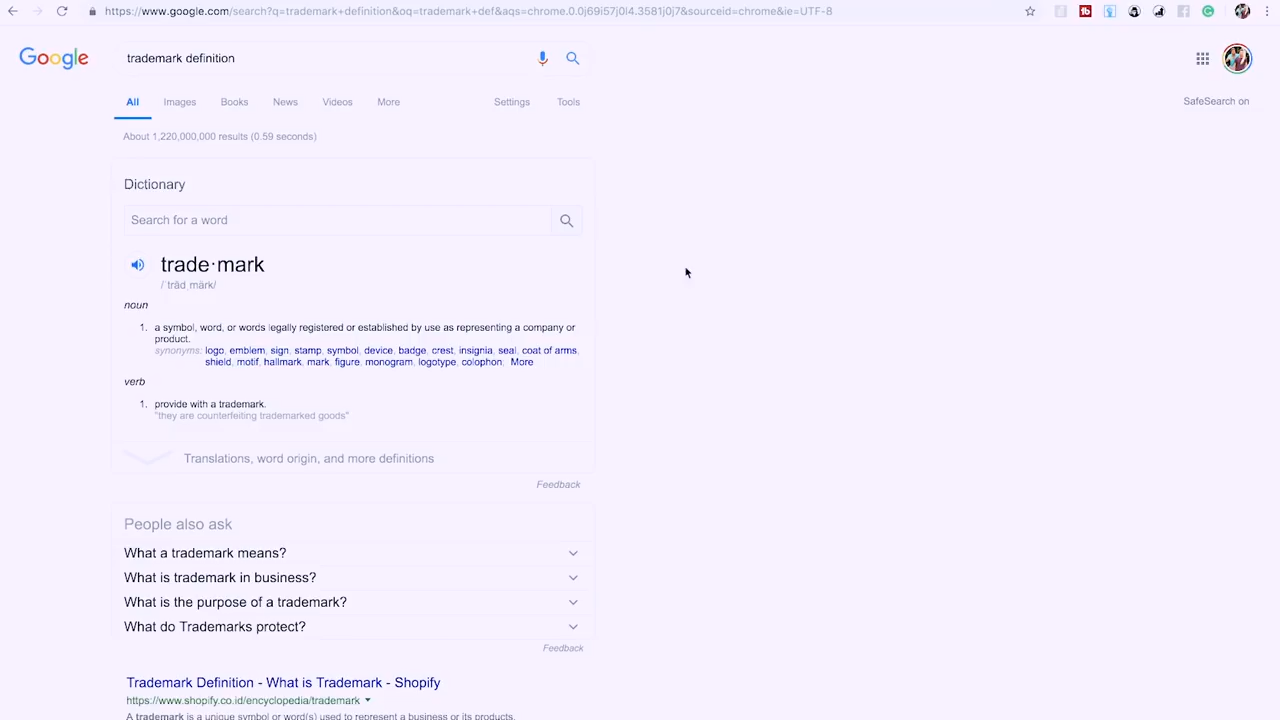 https://www.google.com/search?q=trademark+definition&oq=trademark+def&aqs=chrome.0.0j69i57j0l4.3581j0j7&sourceid=chrome&ie=UTF-8
Google
trademark definition
All Images Books News Videos More Settings Tools
SafeSearch on
About 1,220,000,000 results (0.59 seconds)
Dictionary
Search for a word
trade·mark
/ˈtrādˌmärk/
noun
1. a symbol, word, or words legally registered or established by use as representing a company or
product.
synonyms: logo, emblem, sign, stamp, symbol, device, badge, crest, insignia, seal, coat of arms,
shield, motif, hallmark, mark, figure, monogram, logotype, colophon, More
verb
1. provide with a trademark.
"they are counterfeiting trademarked goods"
Translations, word origin, and more definitions
Feedback
People also ask
What a trademark means?
What is trademark in business?
What is the purpose of a trademark?
What do Trademarks protect?
Feedback
Trademark Definition - What is Trademark - Shopify
https://www.shopify.co.id/encyclopedia/trademark
A trademark is a unique symbol or word(s) used to represent a business or its products.